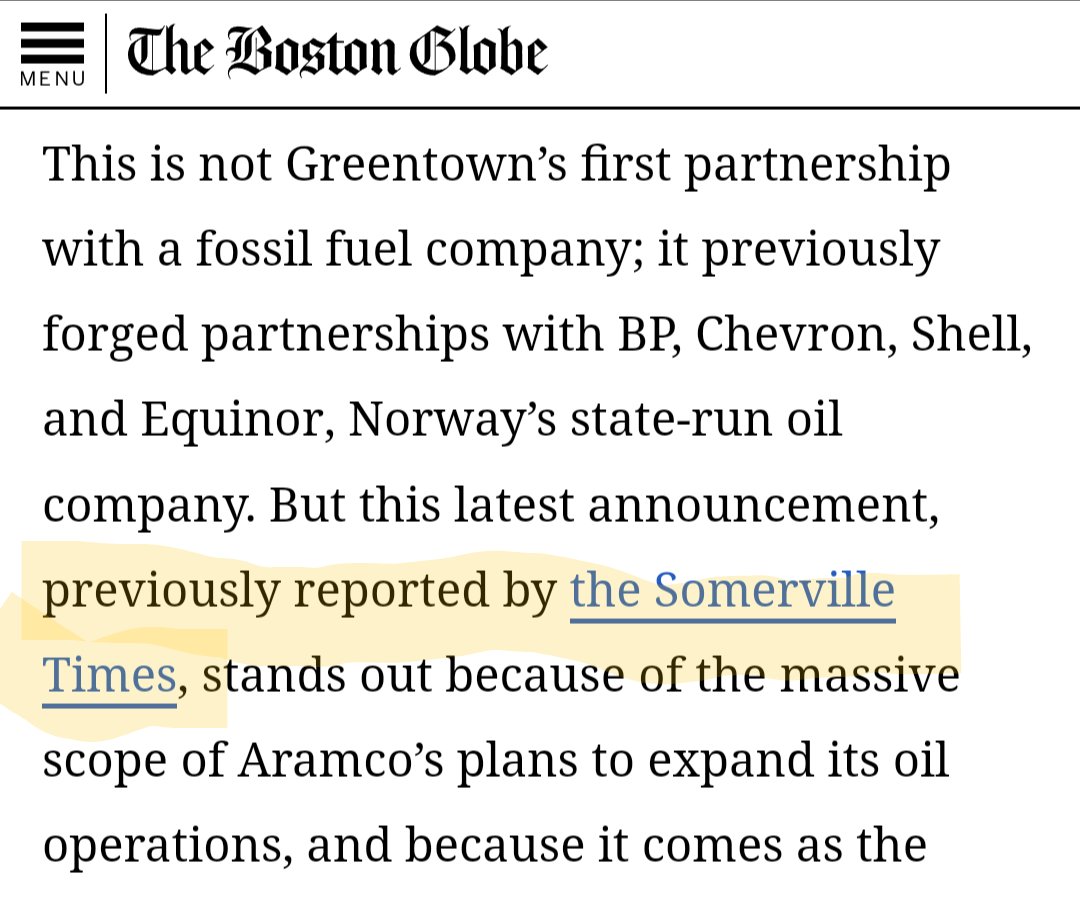 MENU
The Boston Globe
This is not Greentown’s first partnership
with a fossil fuel company; it previously
forged partnerships with BP, Chevron, Shell,
and Equinor, Norway’s state-run oil
company. But this latest announcement,
previously reported by the Somerville
Times, stands out because of the massive
scope of Aramco’s plans to expand its oil
operations, and because it comes as the